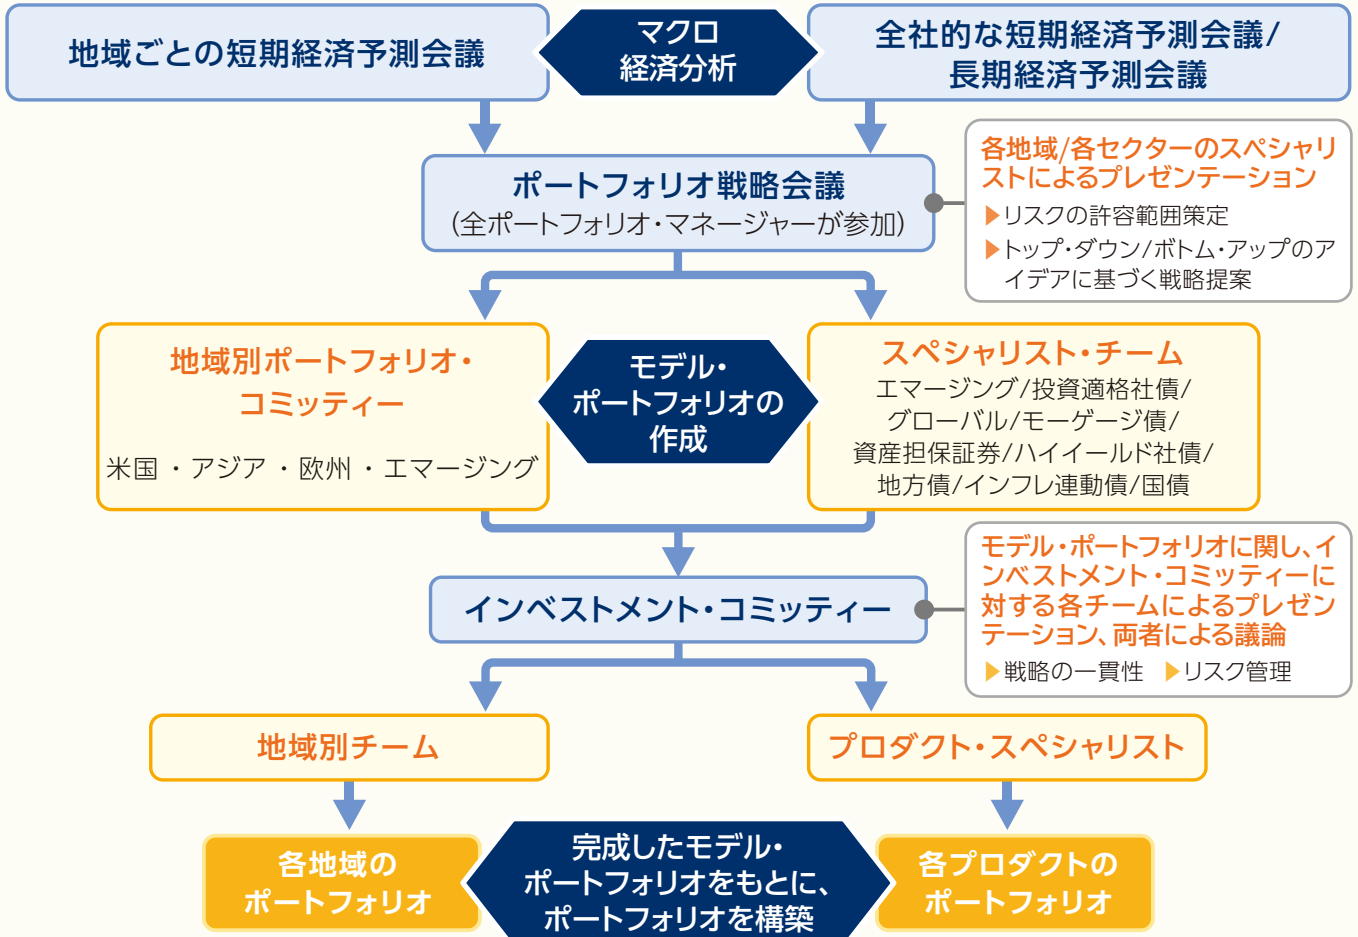 地域ごとの短期経済予測会議
マクロ
経済分析
全社的な短期経済予測会議/
長期経済予測会議
ポートフォリオ戦略会議
(全ポートフォリオ・マネージャーが参加)
各地域/各セクターのスペシャリ
ストによるプレゼンテーション
▶リスクの許容範囲策定
▶トップ・ダウン/ボトム・アップのア
イデアに基づく戦略提案
地域別ポートフォリオ・
コミッティー
米国 ・ アジア ・ 欧州 ・ エマージング
モデル・
ポートフォリオの
作成
スペシャリスト・チーム
エマージング/投資適格社債/
グローバル/モーゲージ債/
資産担保証券/ハイイールド社債/
地方債/インフレ連動債/国債
インベストメント・コミッティー
モデル・ポートフォリオに関し、イ
ンベストメント・コミッティーに
対する各チームによるプレゼン
テーション、両者による議論
▶戦略の一貫性 ▶リスク管理
地域別チーム
プロダクト・スペシャリスト
各地域の
ポートフォリオ
完成したモデル・
ポートフォリオをもとに、
ポートフォリオを構築
各プロダクトの
ポートフォリオ